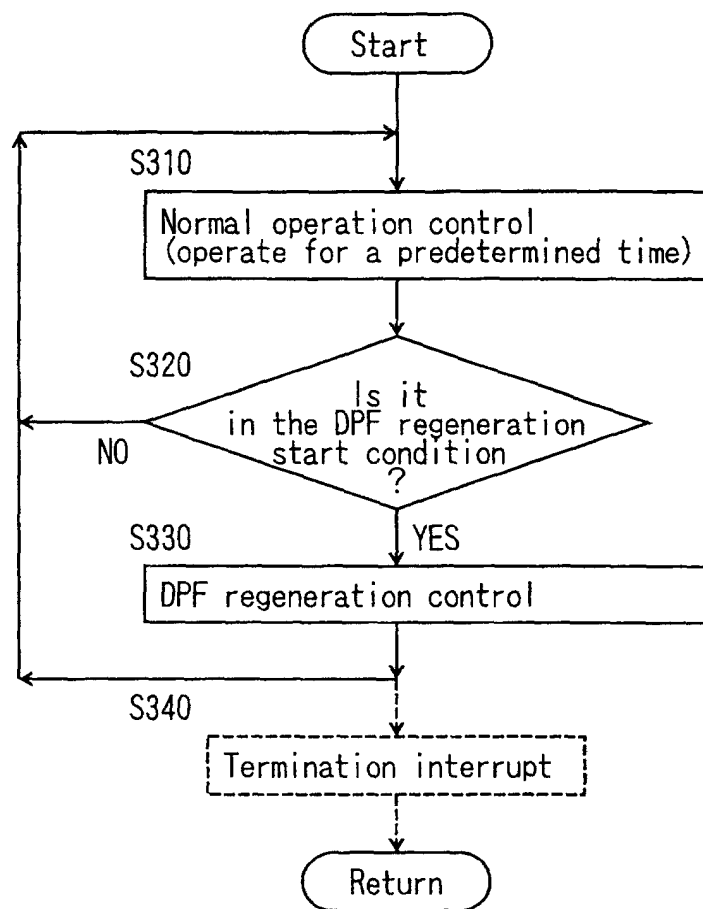 Start
S310
Normal operation control
(operate for a predetermined time)
S320
Is it
in the DPF regeneration
start condition
?
NO
YES
S330
DPF regeneration control
S340
Termination interrupt
Return